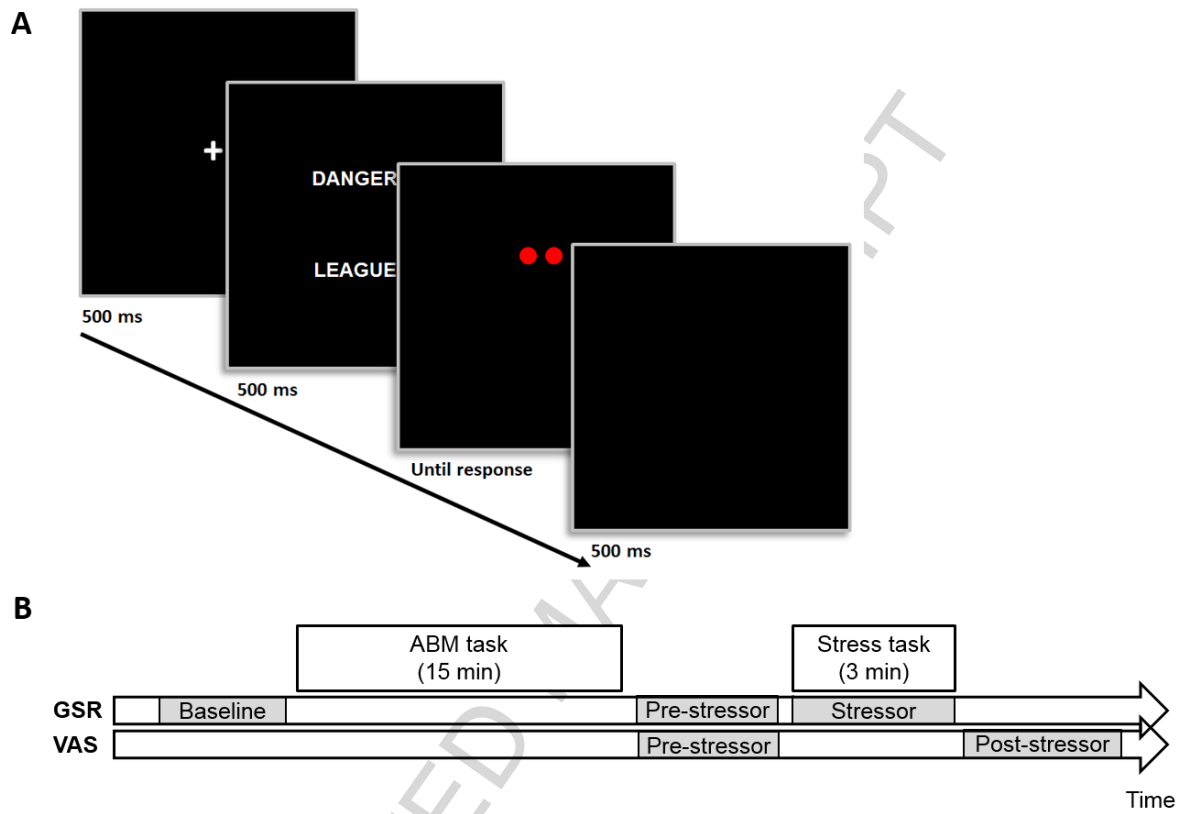 A
+
DANGER
LEAGUE
500 ms
500 ms
Until response
500 ms
B
ABM task
(15 min)
Stress task
(3 min)
GSR
Baseline
Pre-stressor
Stressor
VAS
Pre-stressor
Post-stressor
Time